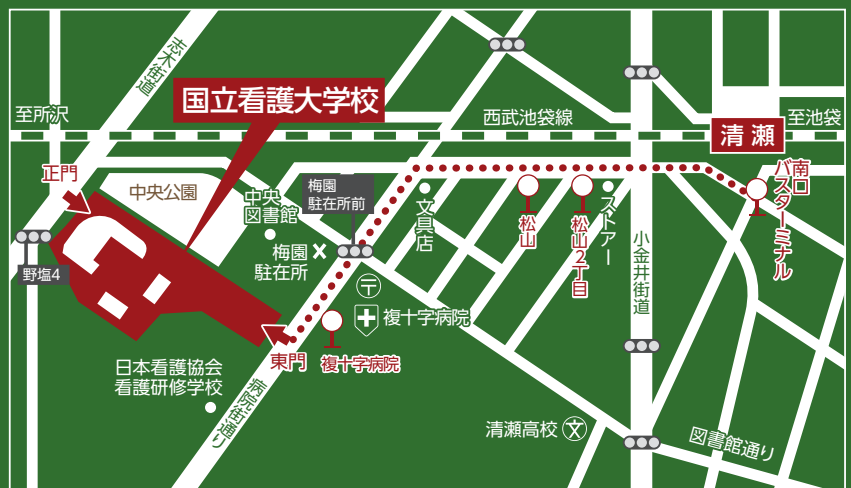 志木街道
国立看護大学校
至所沢
西武池袋線
清瀬
至池袋
正門
中央公園
中央
図書館
梅園
駐在所前
南口
バスターミナル
文具店
松山
松山2丁目
ストアー
小金井街道
野塩4
梅園
駐在所
〒
複十字病院
東門
複十字病院
日本看護協会
看護研修学校
病院街通り
清瀬高校
文
図書館通り